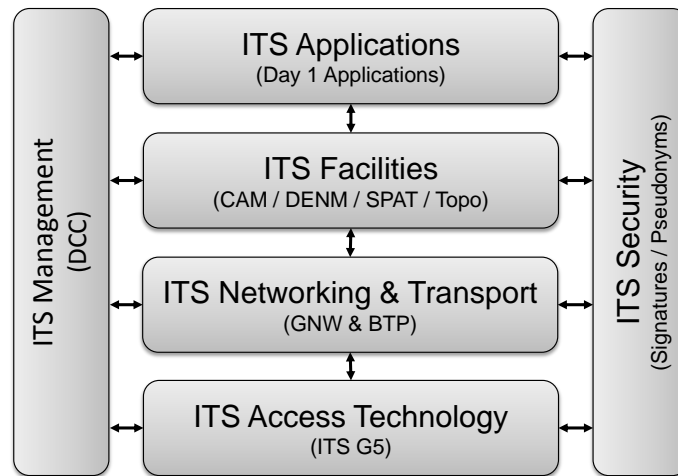 ITS Management
(DCC)
ITS Applications
(Day 1 Applications)
ITS Facilities
(CAM / DENM / SPAT / Topo)
ITS Networking & Transport
(GNW & BTP)
ITS Access Technology
(ITS G5)
ITS Security
(Signatures / Pseudonyms)